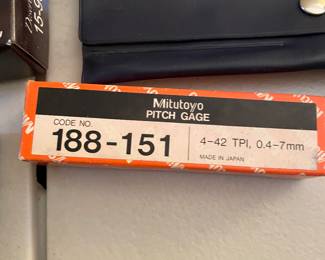 Mitutoyo
PITCH GAGE
CODE NO.
188-151
4-42 TPI, 0.4-7mm
MADE IN JAPAN